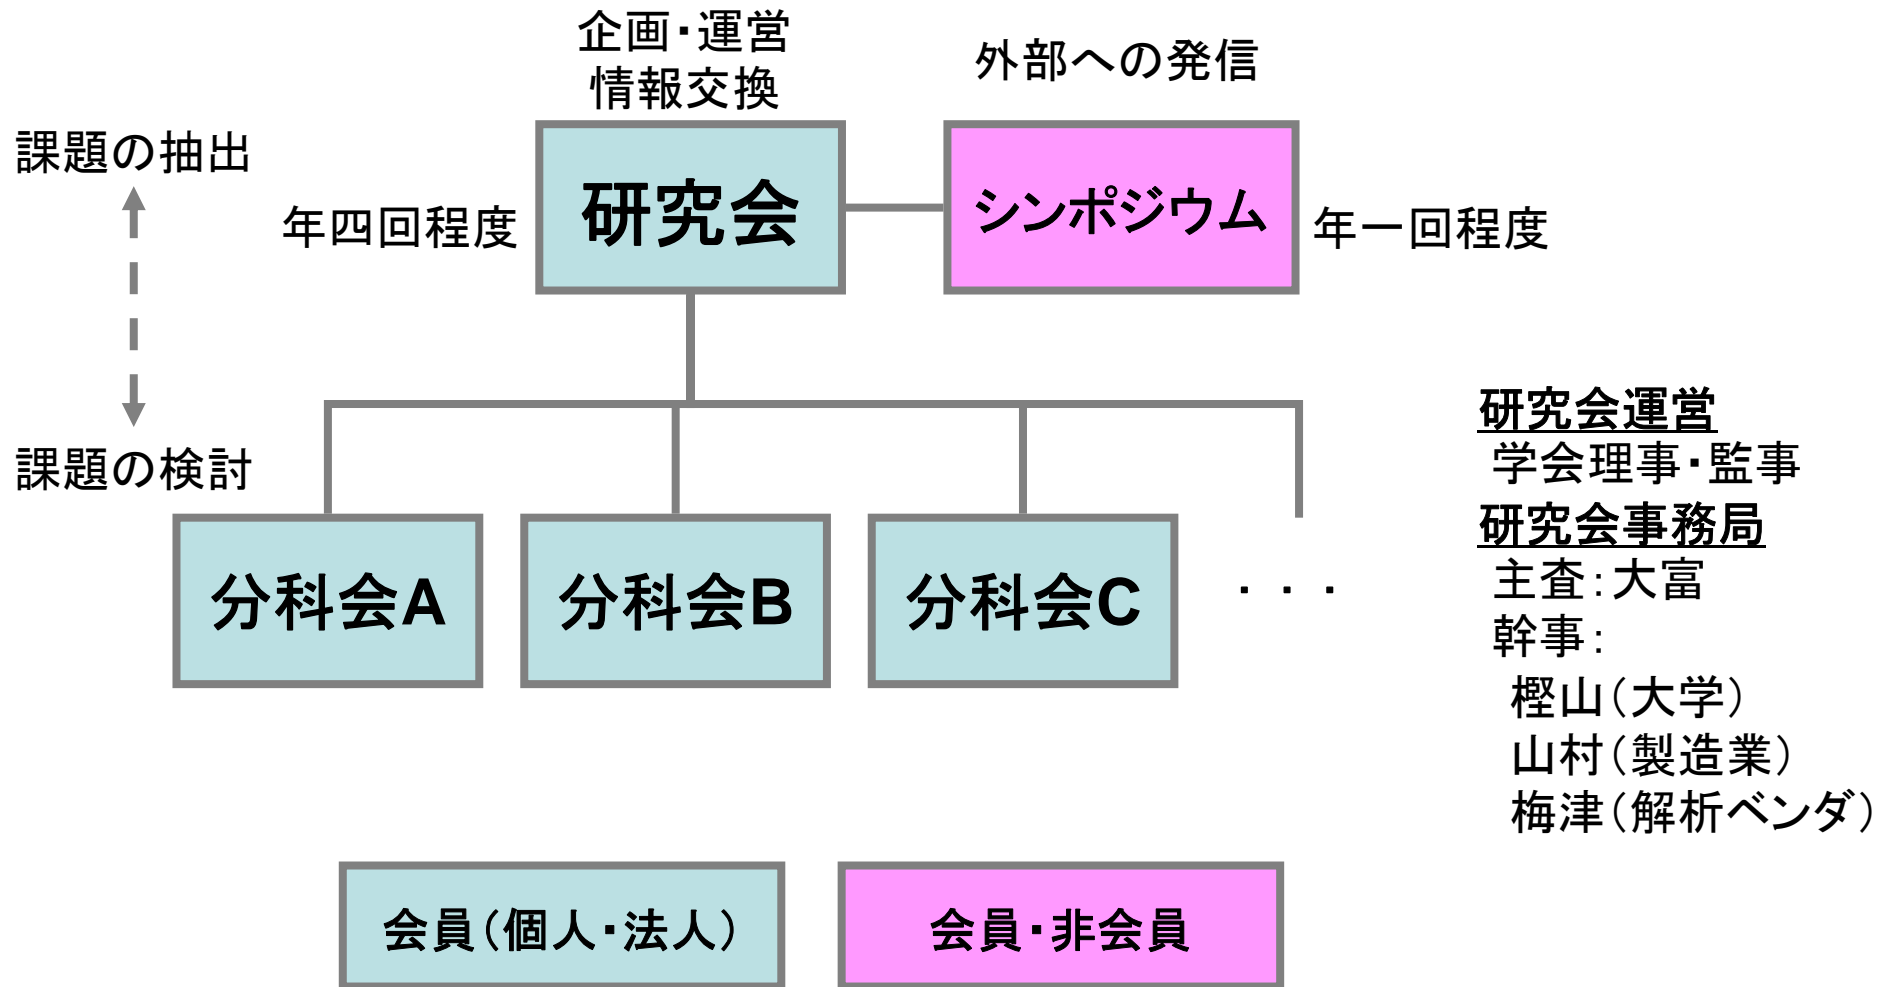 企画・運営
情報交換
外部への発信
課題の抽出
年四回程度
研究会
シンポジウム
年一回程度
課題の検討
分科会A
分科会B
分科会C
・・・
研究会運営
学会理事・監事
研究会事務局
主査：大富
幹事：
樫山（大学）
山村（製造業）
梅津（解析ベンダ）
会員（個人・法人）
会員・非会員